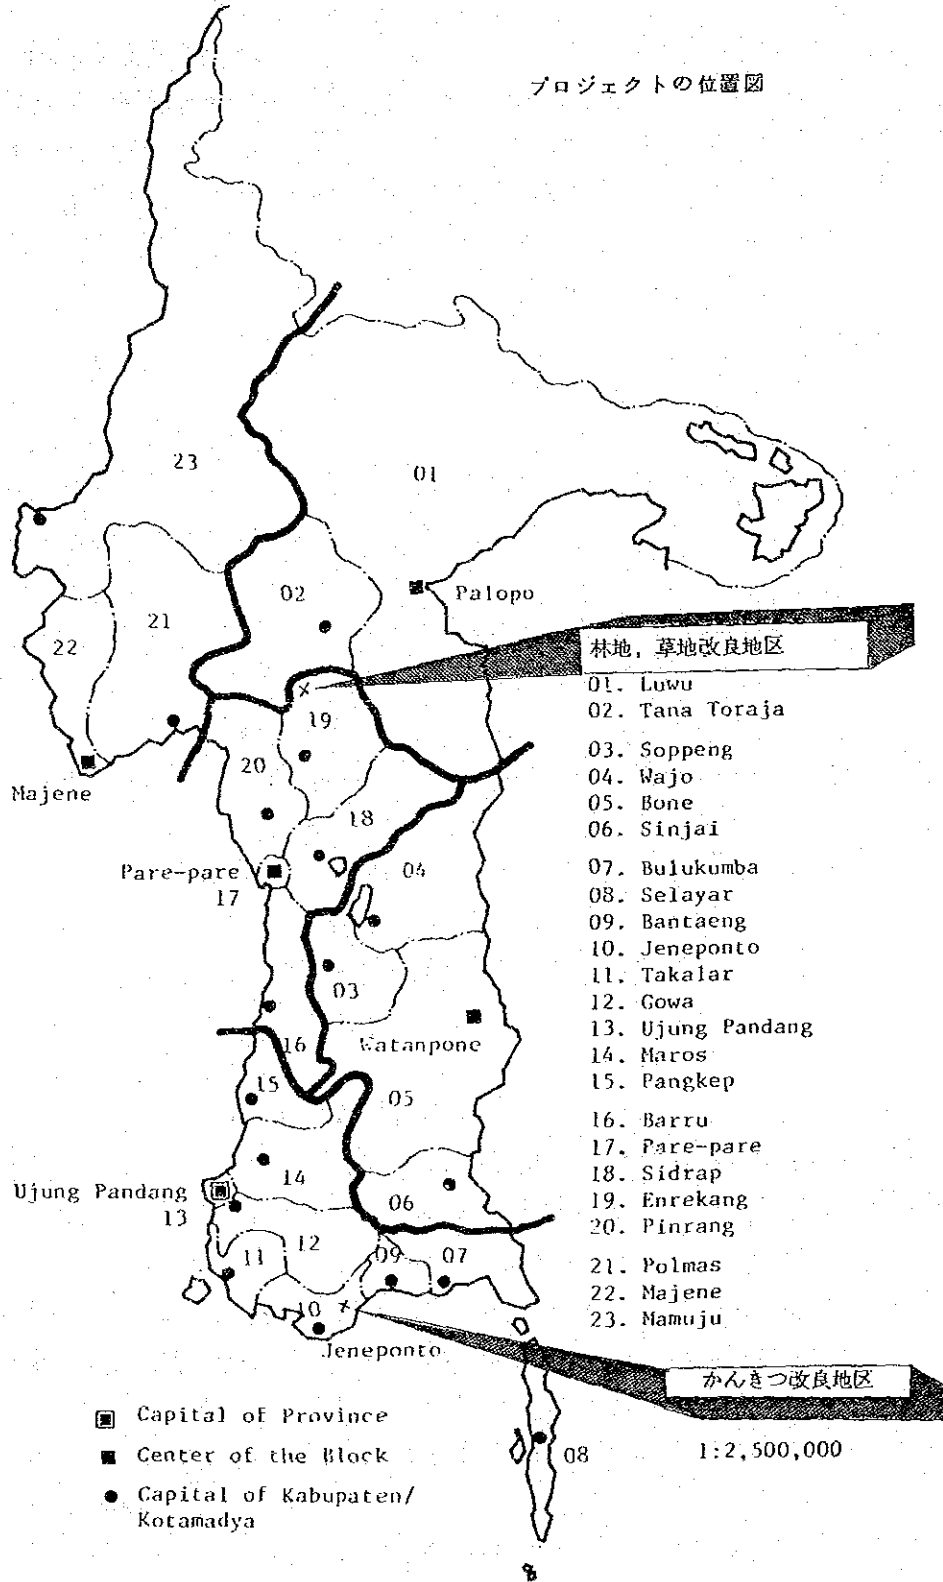 プロジェクトの位置図
23
01
02
Palopo
21
22
林地, 草地改良地区
19
20
Majene
18
Pare-pare
17
04
03
16
Watanpone
15
05
14
Ujung Pandang
13
06
12
11
09
07
10
Jeneponto
01. Luwu
02. Tana Toraja
03. Soppeng
04. Wajo
05. Bone
06. Sinjai
07. Bulukumba
08. Selayar
09. Bantaeng
10. Jeneponto
11. Takalar
12. Gowa
13. Ujung Pandang
14. Maros
15. Pangkep
16. Barru
17. Pare-pare
18. Sidrap
19. Enrekang
20. Pinrang
21. Polmas
22. Majene
23. Mamuju
かんきつ改良地区
08
1:2,500,000
Capital of Province
Center of the Block
Capital of Kabupaten/
Kotamadya